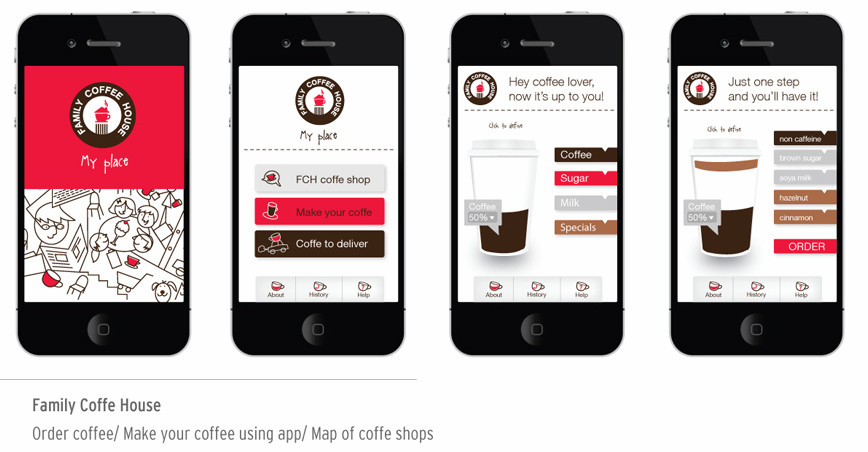 FAMILY COFFEE HOUSE
My place
FAMILY COFFEE HOUSE
My place
FCH coffe shop
Make your coffe
Coffe to deliver
About
History
Help
FAMILY COFFEE HOUSE
Hey coffee lover,
now it's up to you!
Click to define
Coffee
Sugar
Milk
Specials
Coffee
50%
About
History
Help
FAMILY COFFEE HOUSE
Just one step
and you'll have it!
Click to define
non caffeine
brown sugar
soya milk
hazelnut
cinnamon
Coffee
50%
ORDER
About
History
Help
Family Coffe House
Order coffee/ Make your coffee using app/ Map of coffe shops